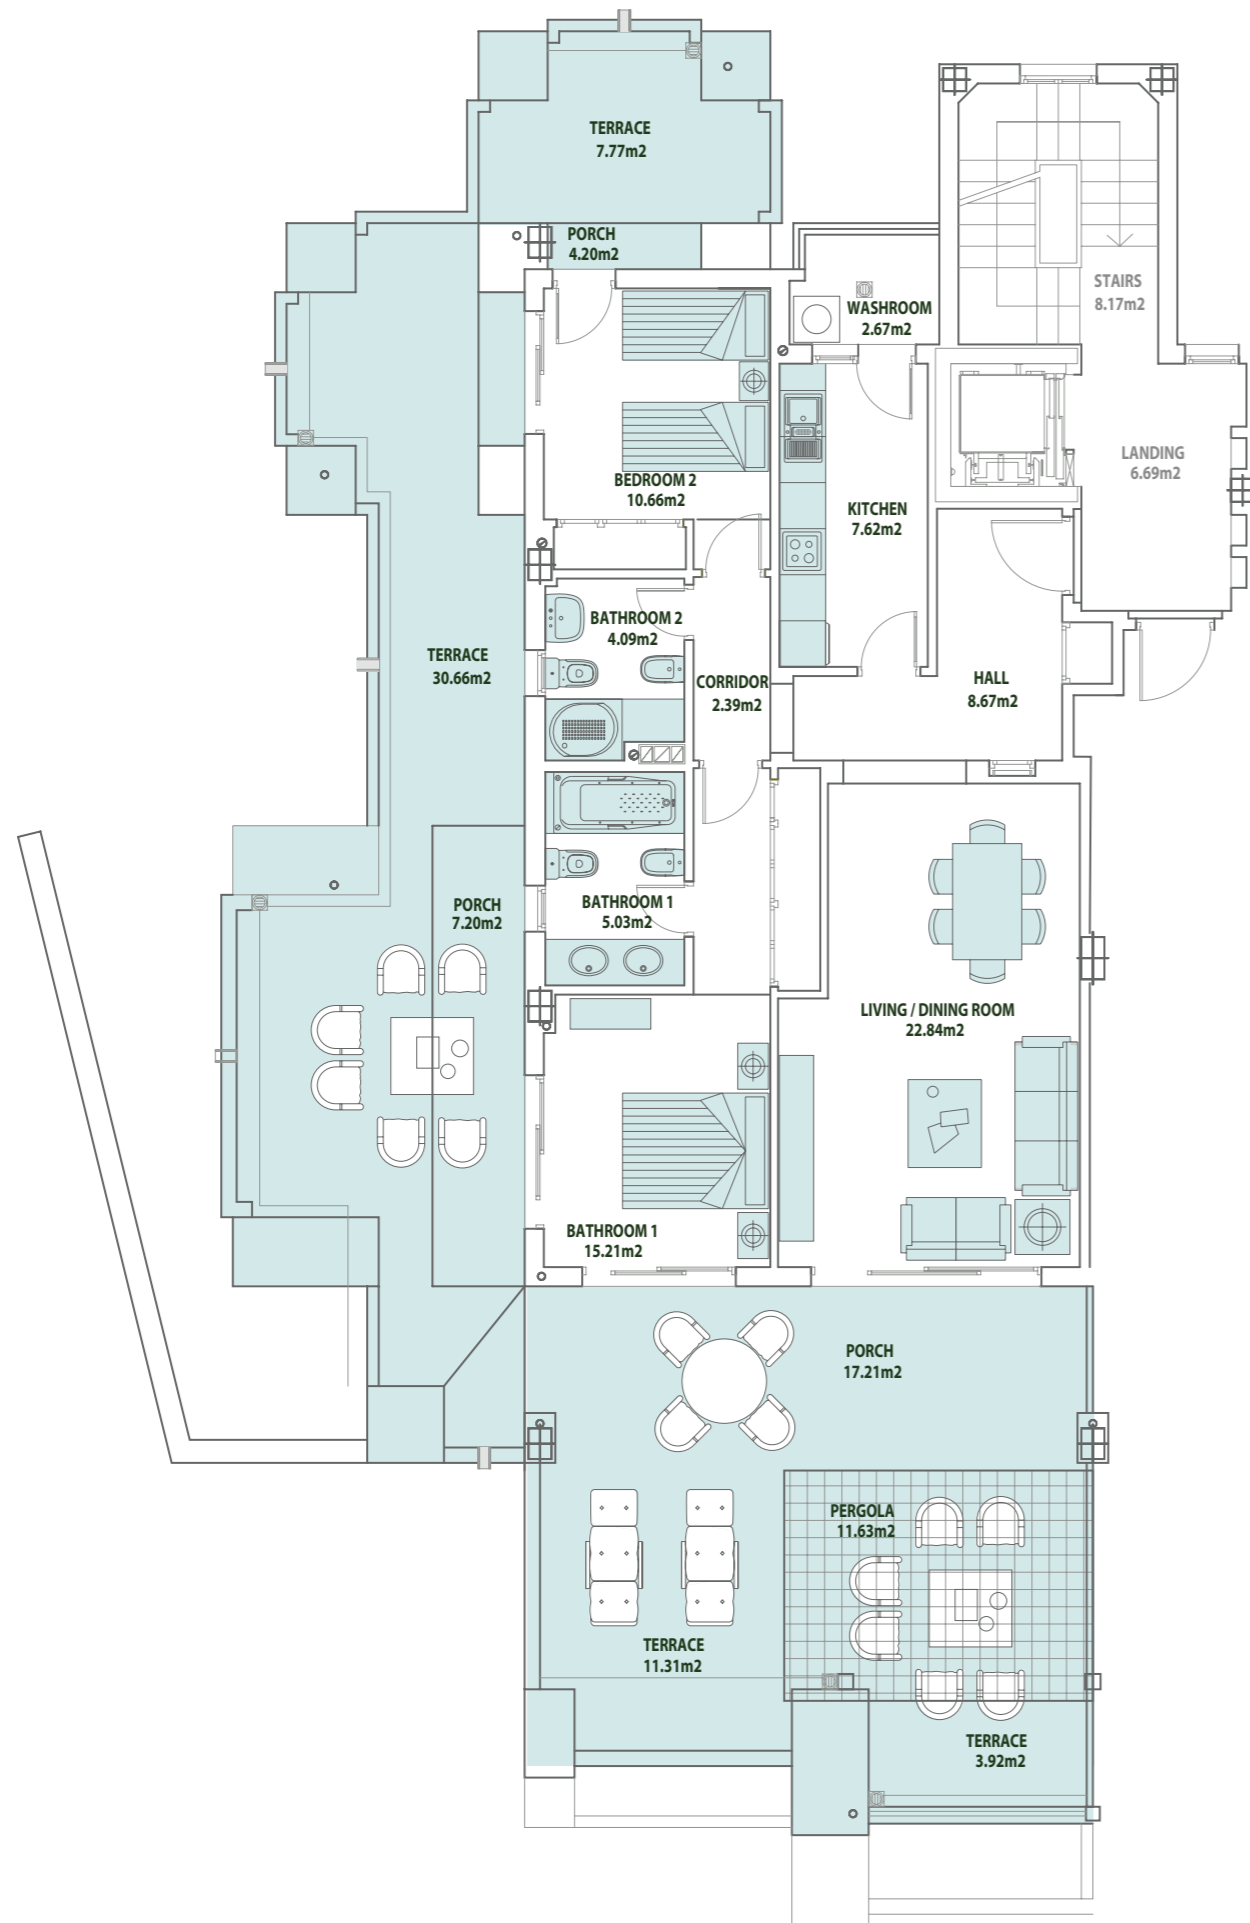 TERRACE
7.77m2
PORCH
4.20m2
STAIRS
8.17m2
WASHROOM
2.67m2
LANDING
6.69m2
BEDROOM 2
10.66m2
KITCHEN
7.62m2
BATHROOM 2
4.09m2
TERRACE
30.66m2
CORRIDOR
2.39m2
HALL
8.67m2
PORCH
7.20m2
BATHROOM 1
5.03m2
LIVING / DINING ROOM
22.84m2
BATHROOM 1
15.21m2
PORCH
17.21m2
PERGOLA
11.63m2
TERRACE
11.31m2
TERRACE
3.92m2